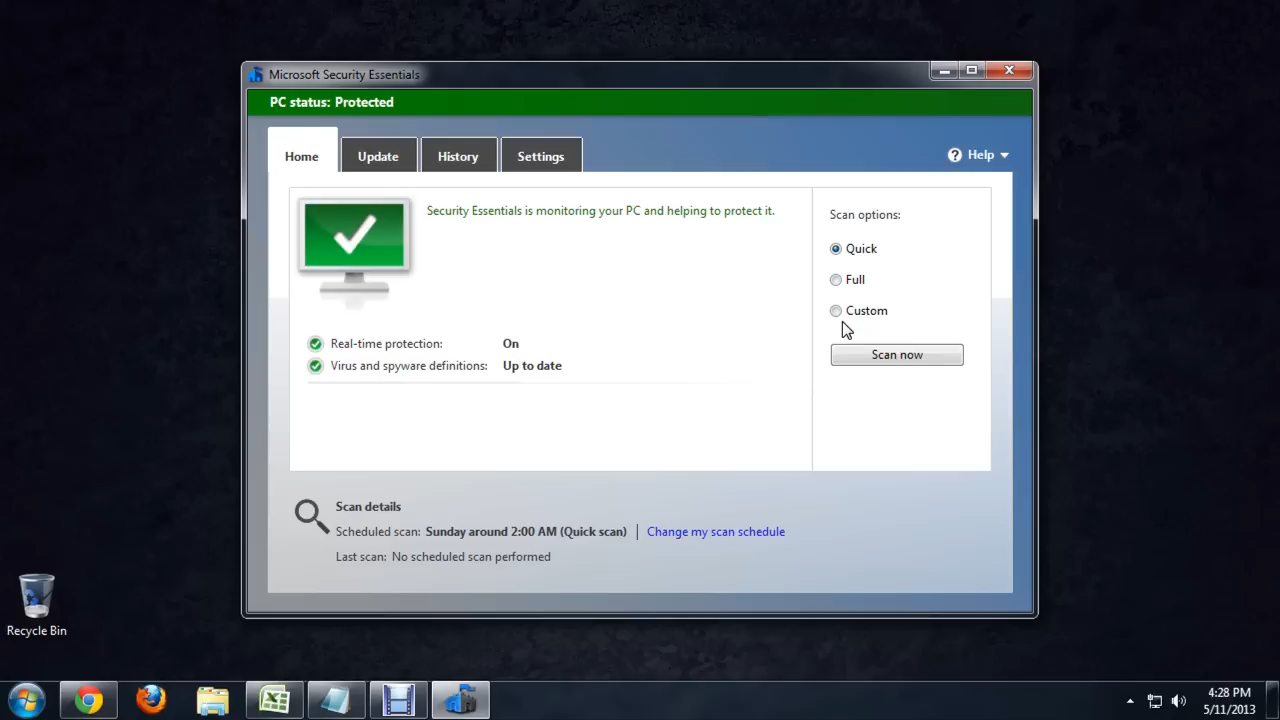 Microsoft Security Essentials
PC status: Protected
Home
Update
History
Settings
Help
Security Essentials is monitoring your PC and helping to protect it.
Scan options:
Quick
Full
Custom
Scan now
Real-time protection: On
Virus and spyware definitions: Up to date
Scan details
Scheduled scan: Sunday around 2:00 AM (Quick scan) Change my scan schedule
Last scan: No scheduled scan performed
Recycle Bin
4:28 PM
5/11/2013